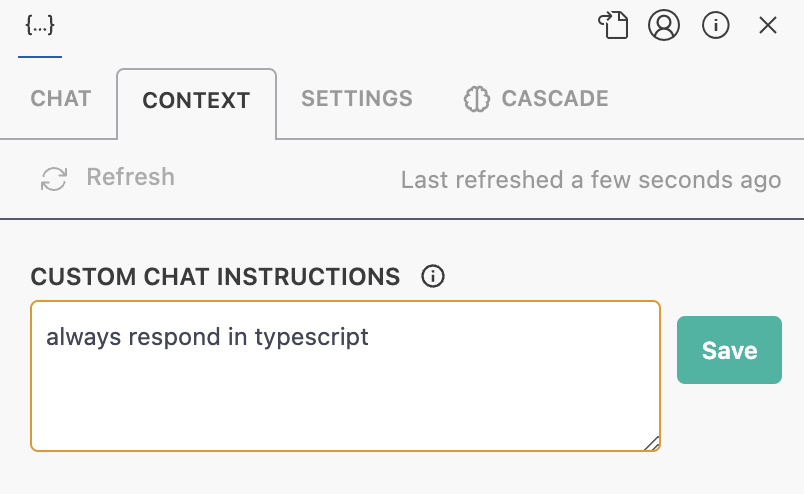 {...}
CHAT CONTEXT SETTINGS CASCADE
Refresh Last refreshed a few seconds ago
CUSTOM CHAT INSTRUCTIONS
always respond in typescript
Save